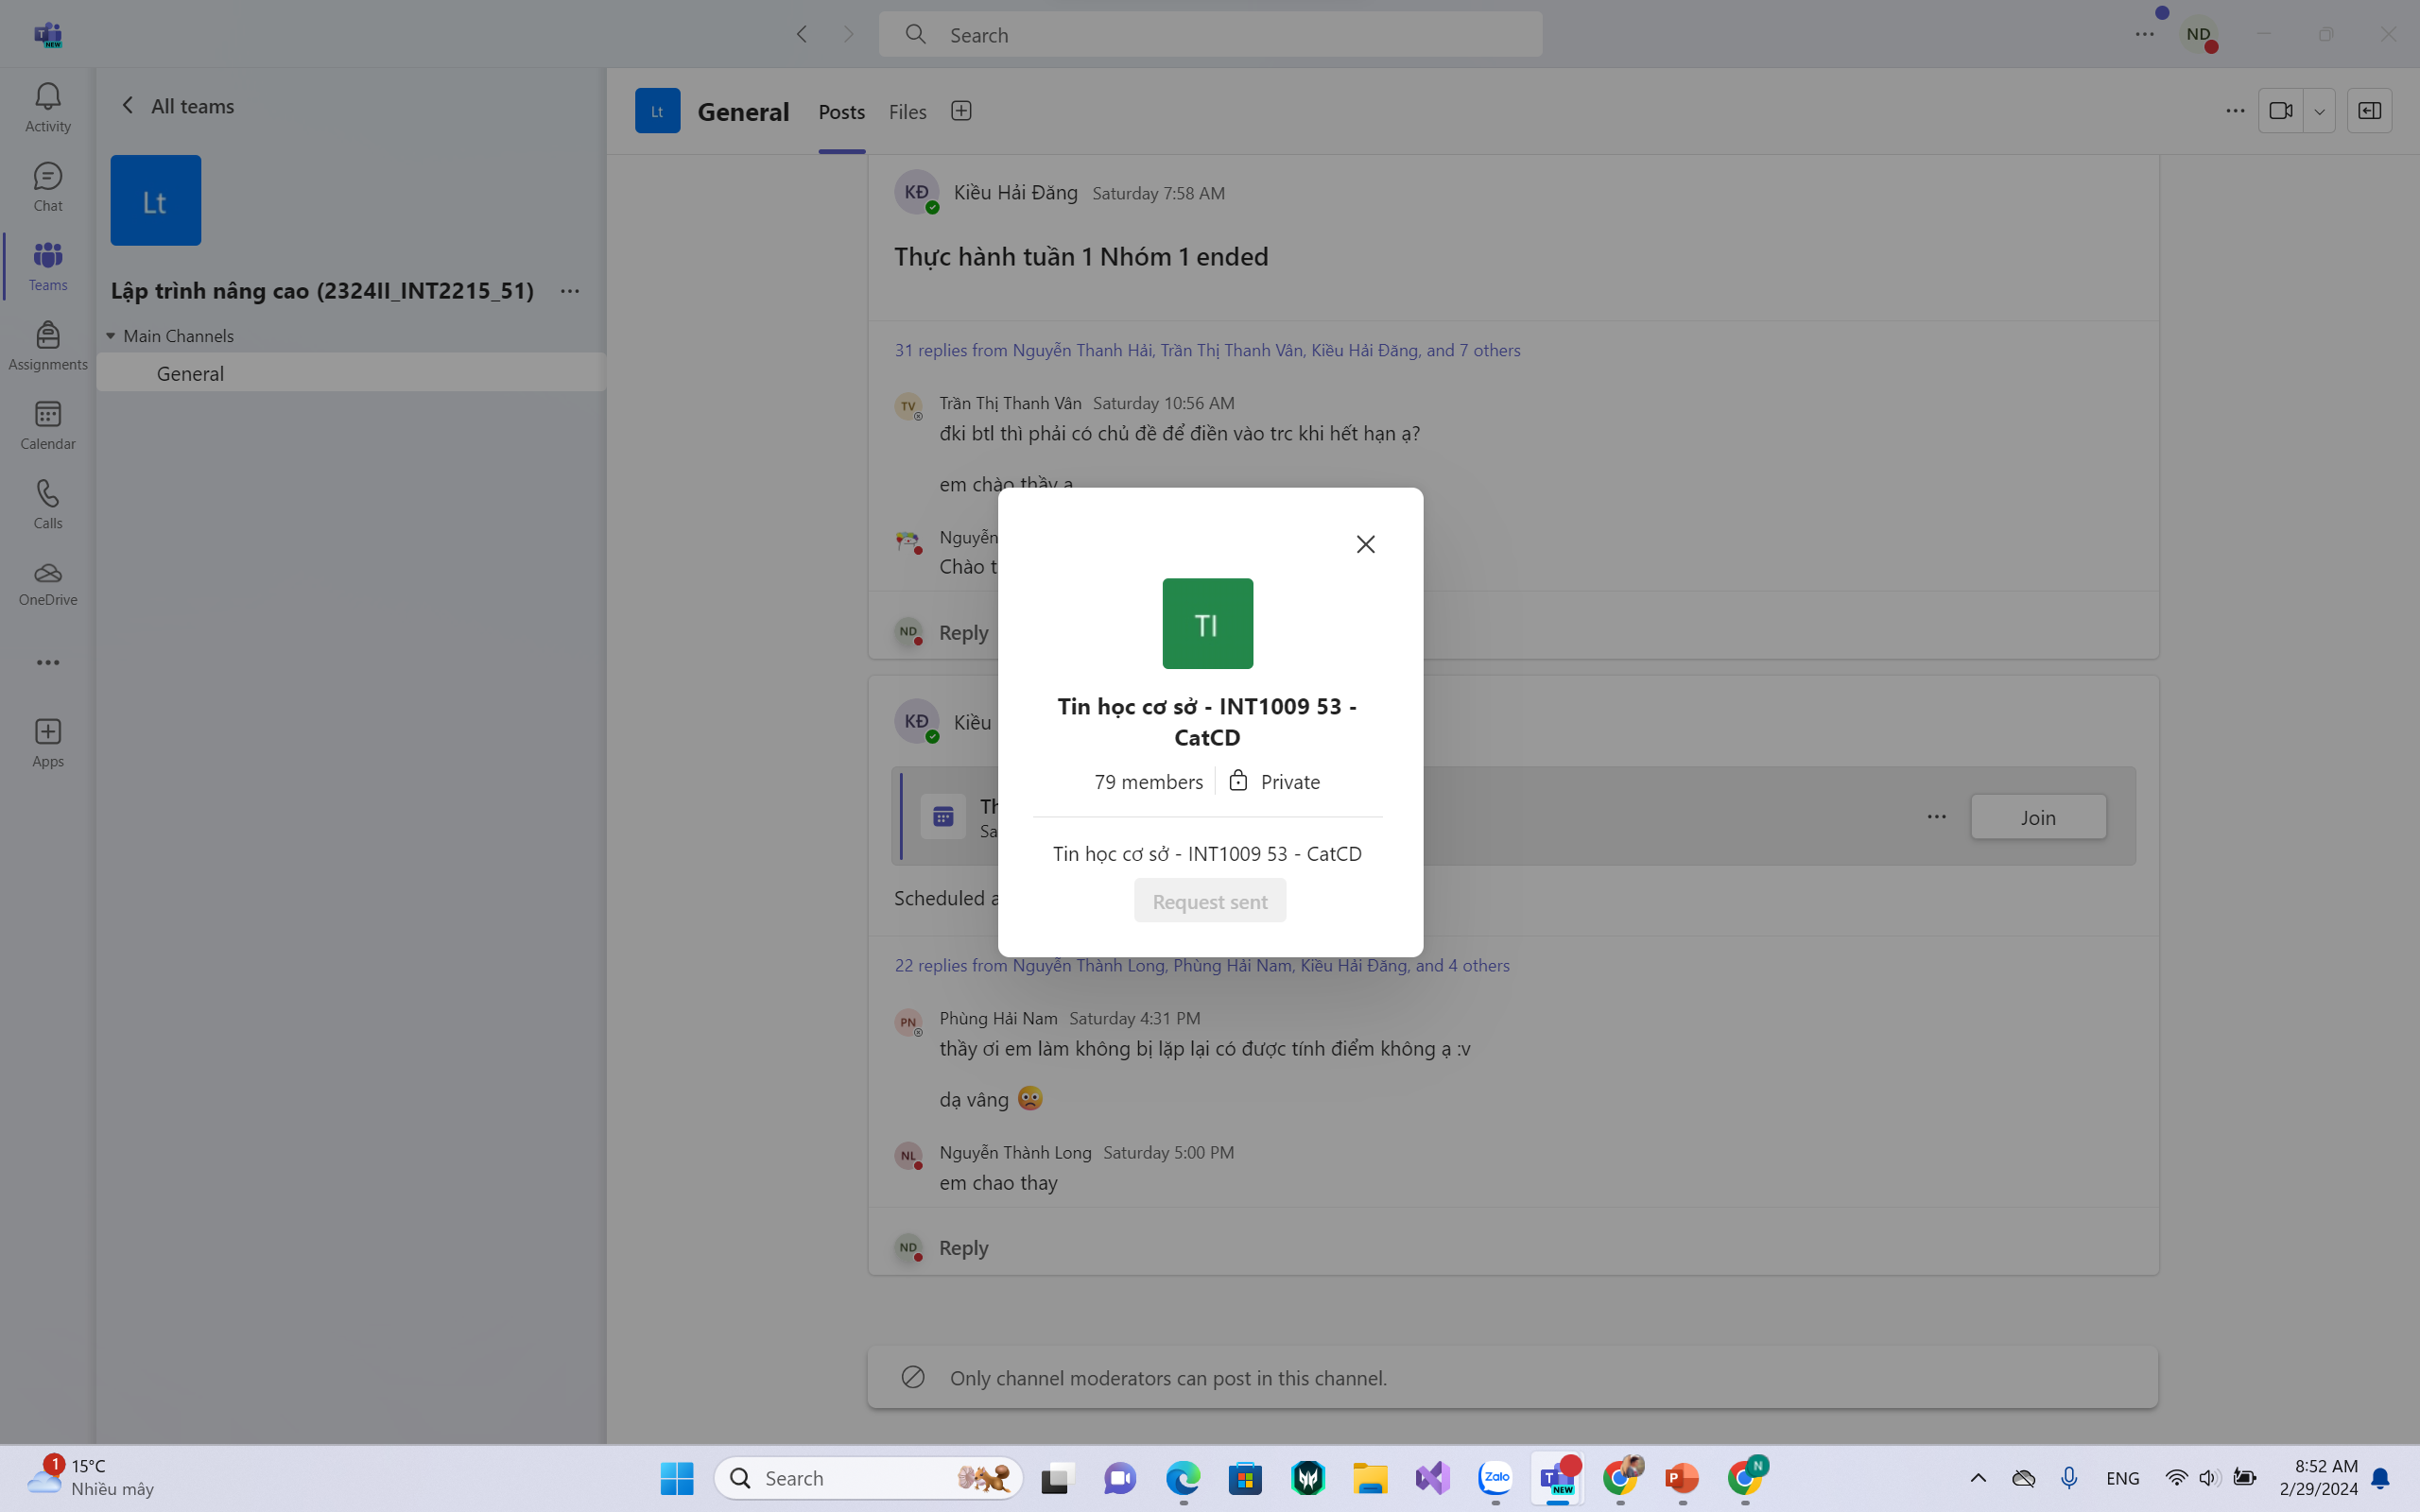 T
NEW
Search
ND
Activity
Chat
Teams
Assignments
Calendar
Calls
OneDrive
Apps
All teams
Lt
Lập trình nâng cao (2324II_INT2215_51)
Main Channels
General
Lt
General
Posts
Files
KĐ
Kiều Hải Đăng Saturday 7:58 AM
Thực hành tuần 1 Nhóm 1 ended
31 replies from Nguyễn Thanh Hải, Trần Thị Thanh Vân, Kiều Hải Đăng, and 7 others
TV
Trần Thị Thanh Vân Saturday 10:56 AM
đki btl thì phải có chủ đề để điền vào trc khi hết hạn ạ?
em chào thầy ạ
Nguyễn
Chào t
ND
Reply
TI
Tin học cơ sở - INT1009 53 -
CatCD
79 members
Private
Tin học cơ sở - INT1009 53 - CatCD
Request sent
KĐ
Kiều
Th
Sa
Join
Scheduled a
22 replies from Nguyễn Thành Long, Phùng Hải Nam, Kiều Hải Đăng, and 4 others
PN
Phùng Hải Nam Saturday 4:31 PM
thầy ơi em làm không bị lặp lại có được tính điểm không ạ :v
dạ vâng
NL
Nguyễn Thành Long Saturday 5:00 PM
em chao thay
ND
Reply
Only channel moderators can post in this channel.
1
15°C
Nhiều mây
Search
Zalo
T
NEW
P
N
ENG
8:52 AM
2/29/2024